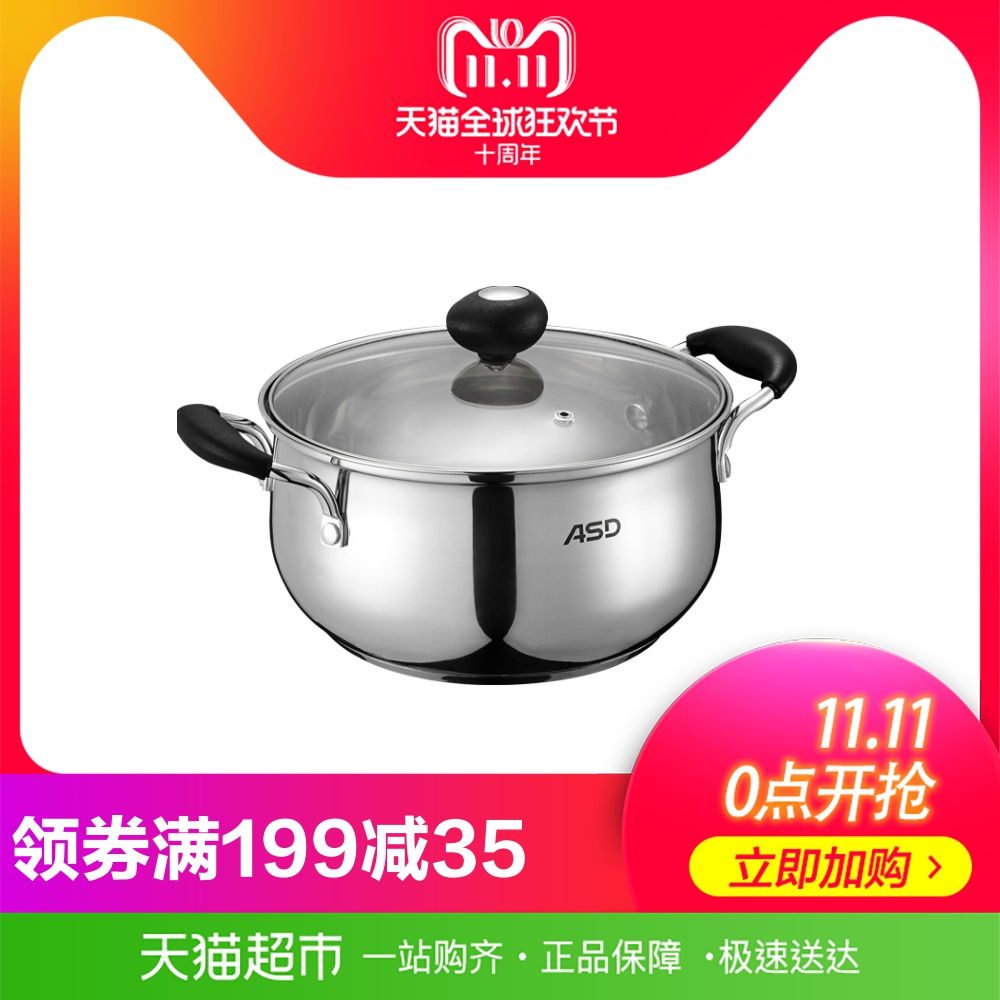 10
11.11
天猫全球狂欢节
十周年
ASD
11.11
0点开抢
立即加购 >
领券满199减35
天猫超市 一站购齐·正品保障 ·极速送达